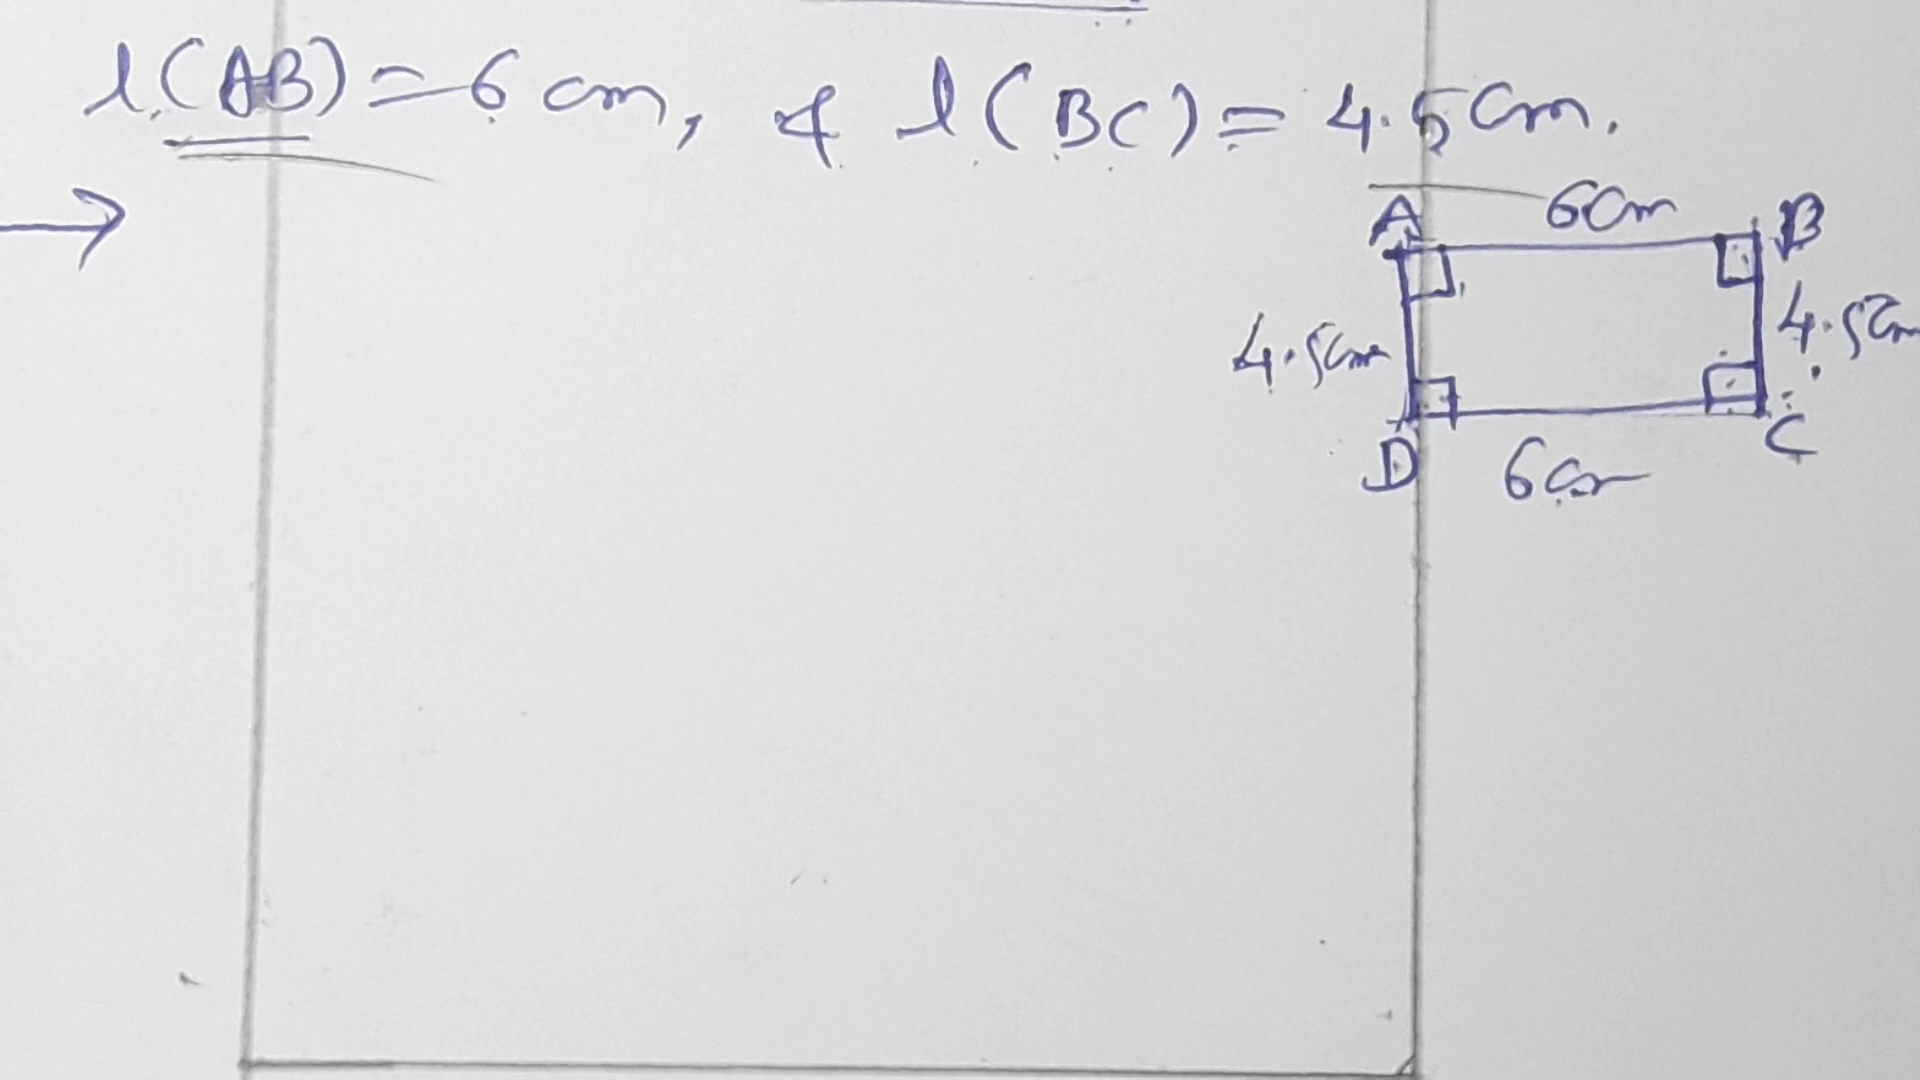 l(AB) = 6 cm, & l(BC) = 4.5 cm.
→
A 6cm B
4.5cm 4.5cm
D 6cm C